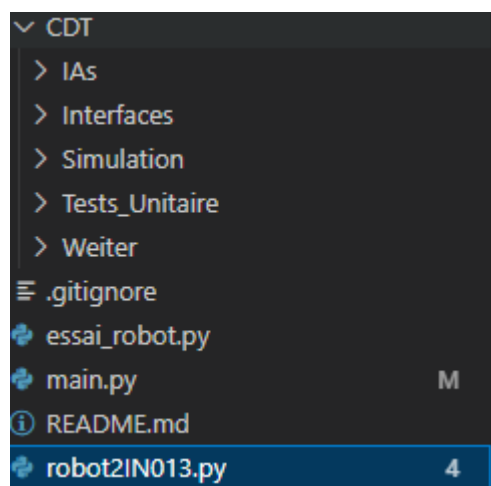 CDT
IAs
Interfaces
Simulation
Tests_Unitaire
Weiter
.gitignore
essai_robot.py
main.py M
README.md
robot2IN013.py 4